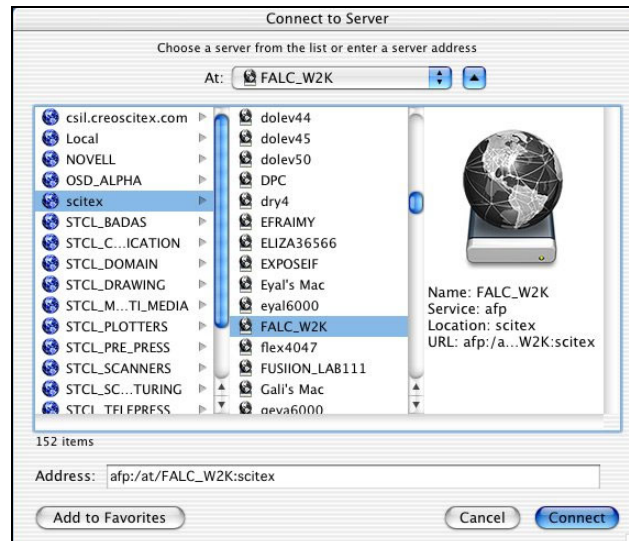 Connect to Server
Choose a server from the list or enter a server address
At: FALC_W2K
csil.creoscitex.com
Local
NOVELL
OSD_ALPHA
scitex
STCL_BADAS
STCL_C...ICATION
STCL_DOMAIN
STCL_DRAWING
STCL_M...TI_MEDIA
STCL_PLOTTERS
STCL_PRE_PRESS
STCL_SCANNERS
STCL_SC...TURING
STCL_TELEPRESS
dolev44
dolev45
dolev50
DPC
dry4
EFRAIMY
ELIZA36566
EXPOSEIF
Eyal's Mac
eyal6000
FALC_W2K
flex4047
FUSIION_LAB111
Gali's Mac
geva6000
Name: FALC_W2K
Service: afp
Location: scitex
URL: afp:/a...W2K:scitex
152 items
Address: afp:/at/FALC_W2K:scitex
Add to Favorites
Cancel
Connect